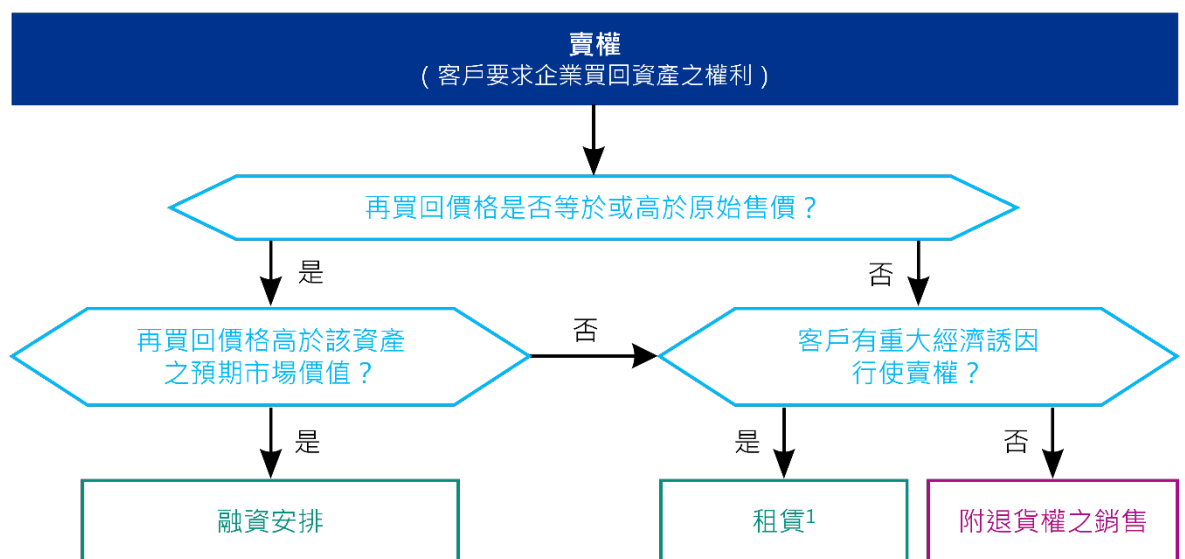 賣權
（客戶要求企業買回資產之權利）
再買回價格是否等於或高於原始售價？
是
否
再買回價格高於該資產
之預期市場價值？
否
客戶有重大經濟誘因
行使賣權？
是
是
否
融資安排
租賃¹
附退貨權之銷售